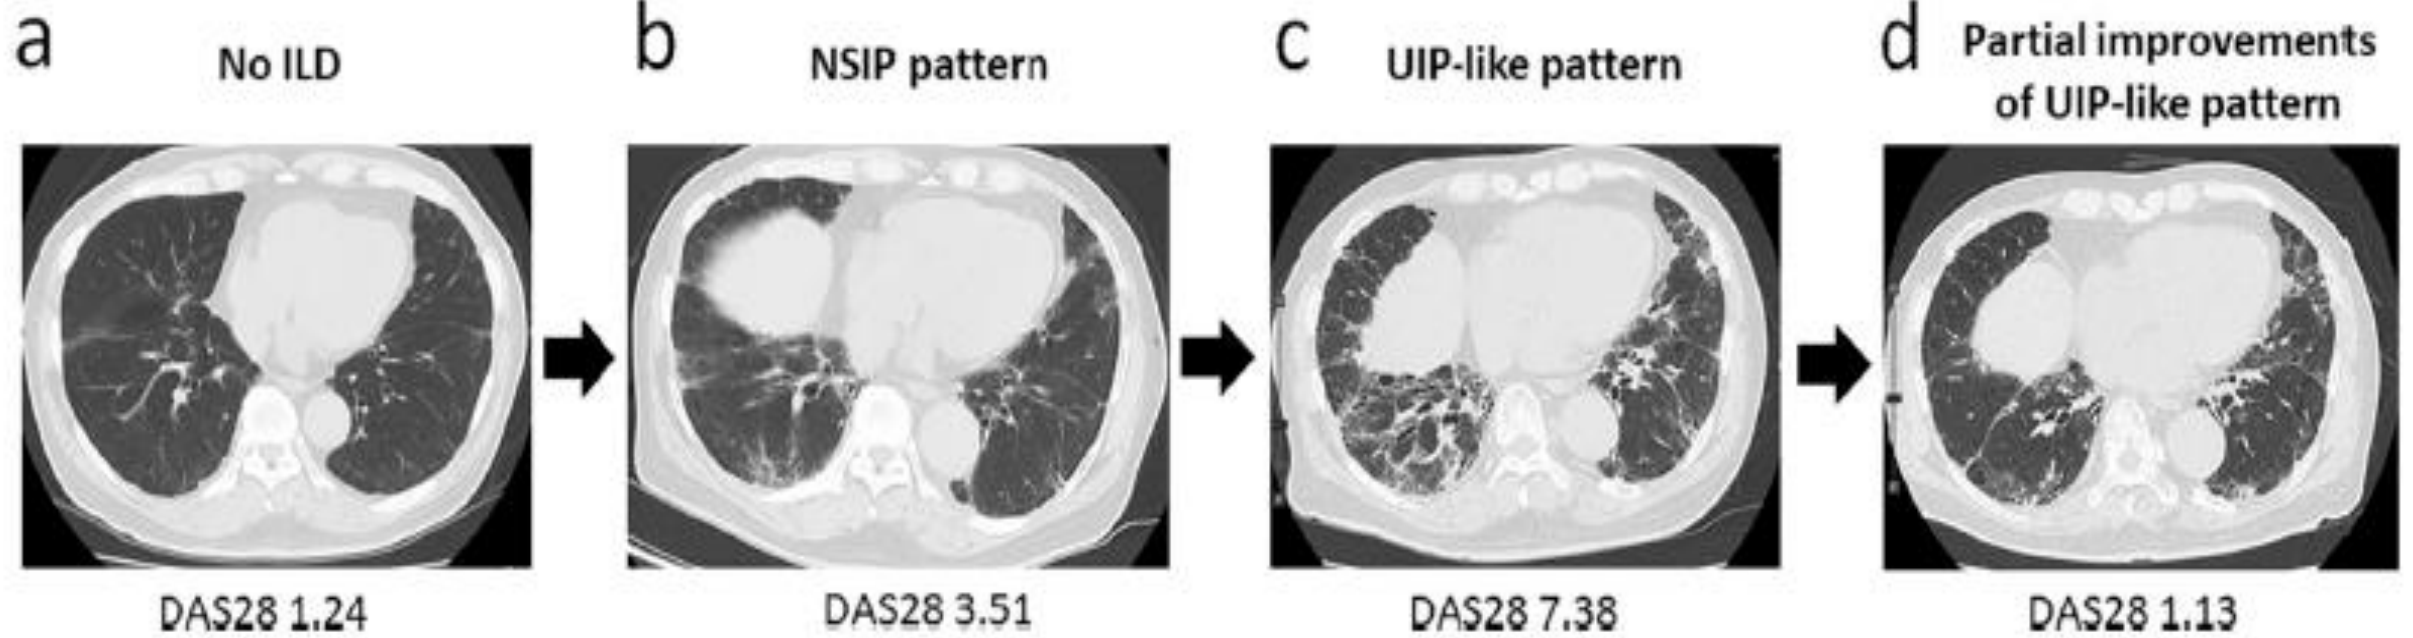 a
No ILD
DAS28 1.24
b
NSIP pattern
DAS28 3.51
c
UIP-like pattern
DAS28 7.38
d
Partial improvements
of UIP-like pattern
DAS28 1.13